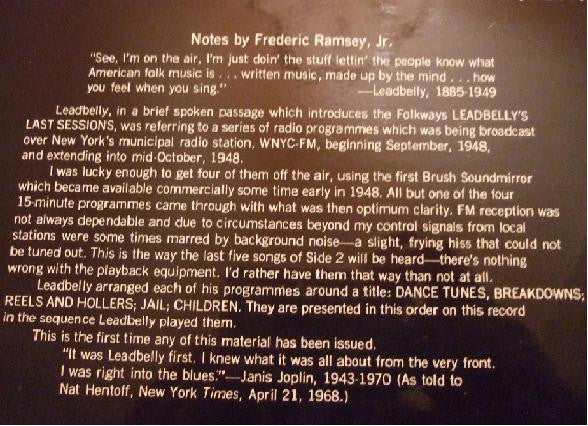 Notes by Frederic Ramsey, Jr.
"See, I'm on the air, I'm just doin' the stuff lettin' the people know what
American folk music is . . . written music, made up by the mind . . . how
you feel when you sing." —Leadbelly, 1885-1949
Leadbelly, in a brief spoken passage which introduces the Folkways LEADBELLY'S
LAST SESSIONS, was referring to a series of radio programmes which was being broadcast
over New York's municipal radio station, WNYC-FM, beginning September, 1948,
and extending into mid-October, 1948.
I was lucky enough to get four of them off the air, using the first Brush Soundmirror
which became available commercially some time early in 1948. All but one of the four
15-minute programmes came through with what was then optimum clarity. FM reception was
not always dependable and due to circumstances beyond my control signals from local
stations were some times marred by background noise—a slight, frying hiss that could not
be tuned out. This is the way the last five songs of Side 2 will be heard—there's nothing
wrong with the playback equipment. I'd rather have them that way than not at all.
Leadbelly arranged each of his programmes around a title: DANCE TUNES, BREAKDOWNS;
REELS AND HOLLERS; JAIL; CHILDREN. They are presented in this order on this record
in the sequence Leadbelly played them.
This is the first time any of this material has been issued.
"It was Leadbelly first. I knew what it was all about from the very front.
I was right into the blues."—Janis Joplin, 1943-1970 (As told to
Nat Hentoff, New York Times, April 21, 1968.)